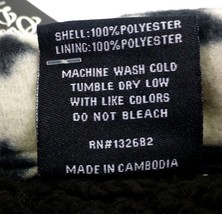 SHELL:100%POLYESTER
LINING:100%POLYESTER
MACHINE WASH COLD
TUMBLE DRY LOW
WITH LIKE COLORS
DO NOT BLEACH
RN#132682
MADE IN CAMBODIA